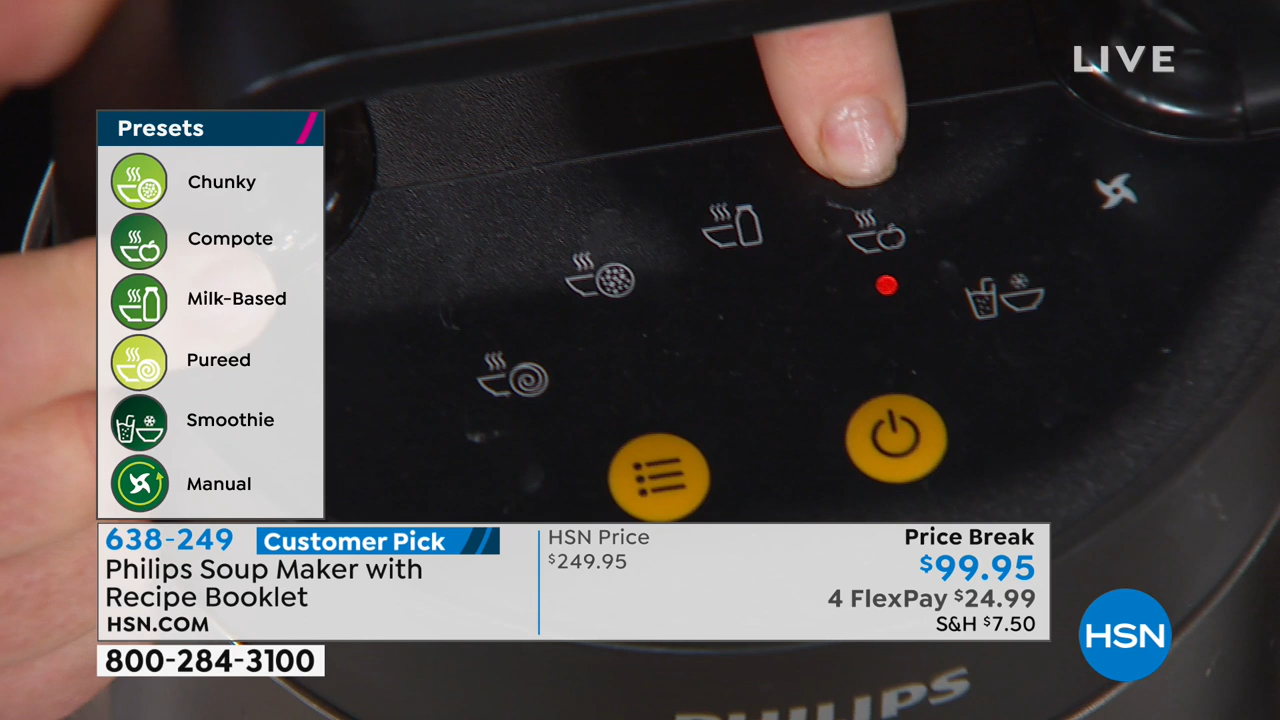 LIVE
Presets
Chunky
Compote
Milk-Based
Pureed
Smoothie
Manual
638-249 Customer Pick
Philips Soup Maker with
Recipe Booklet
HSN.COM
800-284-3100
HSN Price
$249.95
Price Break
$99.95
4 FlexPay $24.99
S&H $7.50
HSN
PHILIPS